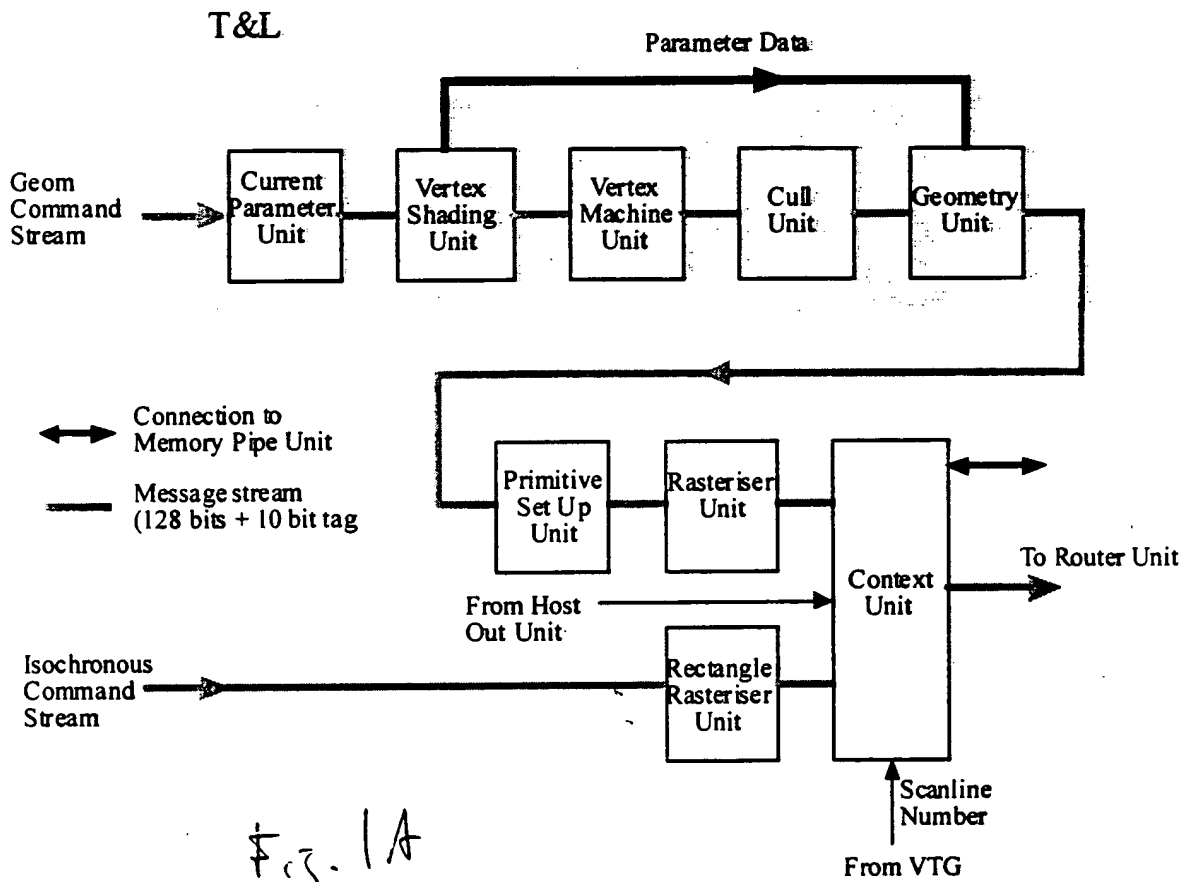 T&L
Parameter Data
Geom
Command
Stream
Current
Parameter
Unit
Vertex
Shading
Unit
Vertex
Machine
Unit
Cull
Unit
Geometry
Unit
Connection to
Memory Pipe Unit
Message stream
(128 bits + 10 bit tag
Primitive
Set Up
Unit
Rasteriser
Unit
Context
Unit
To Router Unit
From Host
Out Unit
Isochronous
Command
Stream
Rectangle
Rasteriser
Unit
Scanline
Number
From VTG
Fig. 1A